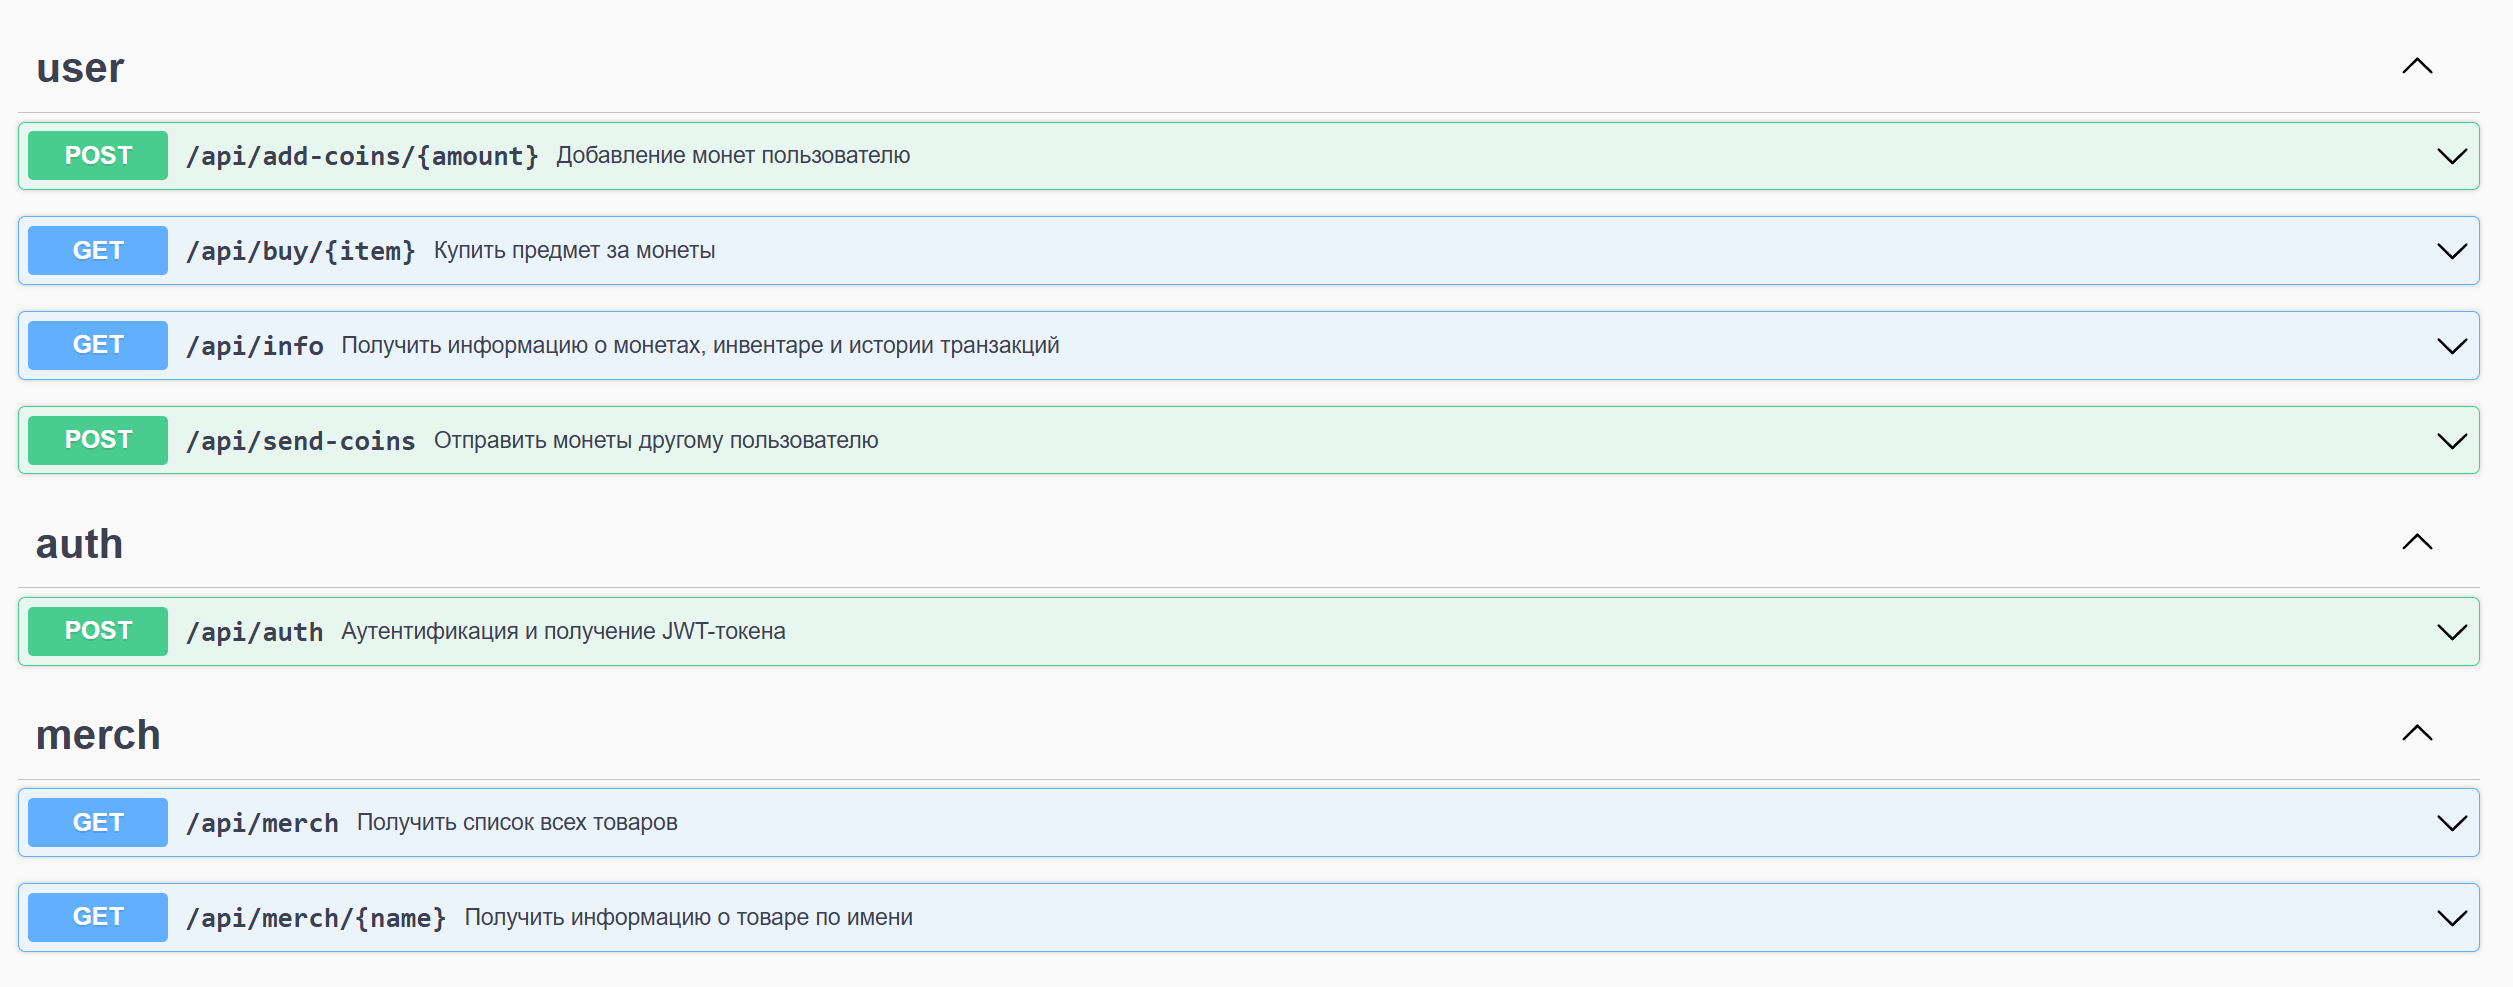 user
POST /api/add-coins/{amount} Добавление монет пользователю
GET /api/buy/{item} Купить предмет за монеты
GET /api/info Получить информацию о монетах, инвентаре и истории транзакций
POST /api/send-coins Отправить монеты другому пользователю
auth
POST /api/auth Аутентификация и получение JWT-токена
merch
GET /api/merch Получить список всех товаров
GET /api/merch/{name} Получить информацию о товаре по имени